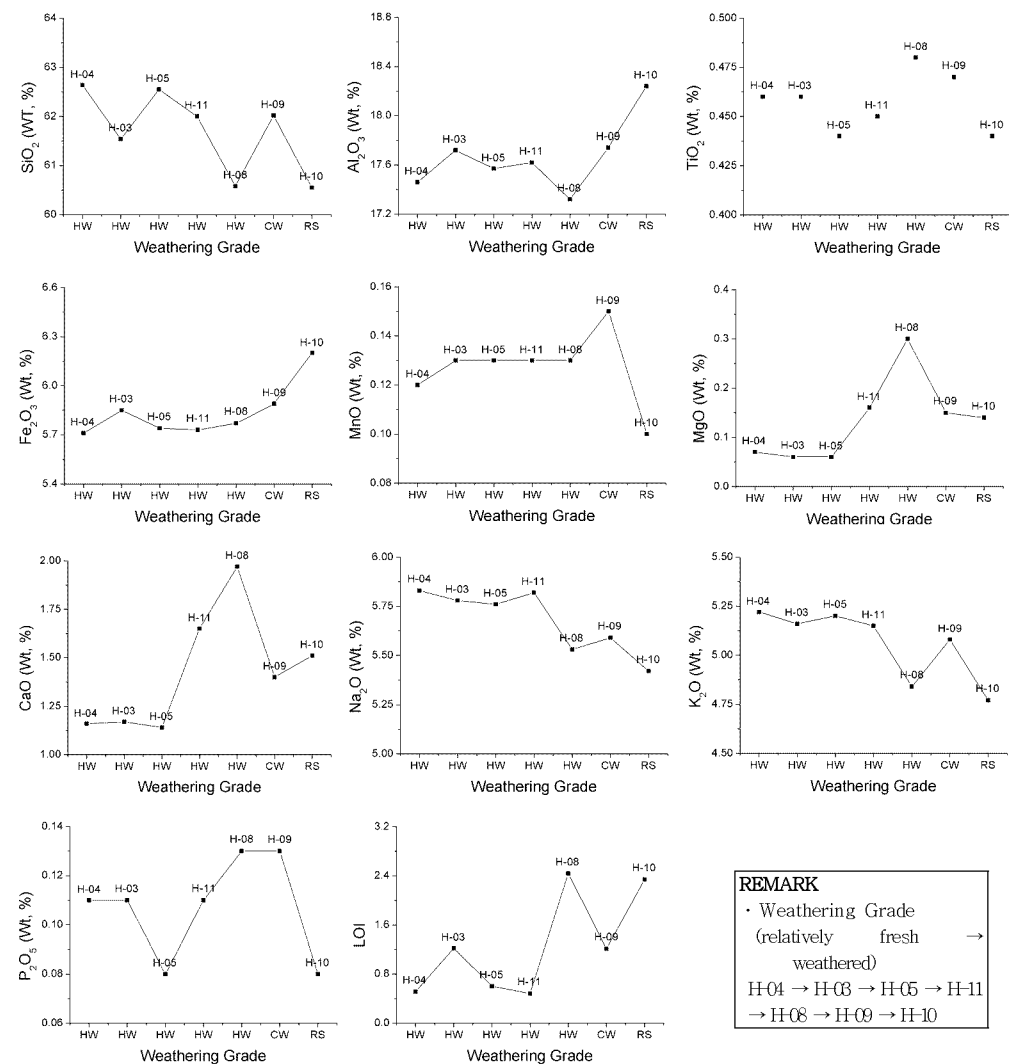 64
63
62
61
60
SiO2 (WT, %)
H-04
H-03
H-05
H-11
H-08
H-09
H-10
HW HW HW HW HW CW RS
Weathering Grade
18.4
18.0
17.6
17.2
Al2O3 (Wt, %)
H-04
H-03
H-05
H-11
H-08
H-09
H-10
HW HW HW HW HW CW RS
Weathering Grade
0.500
0.475
0.450
0.425
0.400
TiO2 (Wt, %)
H-04
H-03
H-05
H-11
H-08
H-09
H-10
HW HW HW HW HW CW RS
Weathering Grade
6.6
6.3
6.0
5.7
5.4
Fe2O3 (Wt, %)
H-04
H-03
H-05
H-11
H-08
H-09
H-10
HW HW HW HW HW CW RS
Weathering Grade
0.16
0.14
0.12
0.10
0.08
MnO (Wt, %)
H-04
H-03
H-05
H-11
H-08
H-09
H-10
HW HW HW HW HW CW RS
Weathering Grade
0.4
0.3
0.2
0.1
0.0
MgO (Wt, %)
H-04
H-03
H-05
H-11
H-08
H-09
H-10
HW HW HW HW HW CW RS
Weathering Grade
2.00
1.75
1.50
1.25
1.00
CaO (Wt, %)
H-04
H-03
H-05
H-11
H-08
H-09
H-10
HW HW HW HW HW CW RS
Weathering Grade
6.00
5.75
5.50
5.25
5.00
Na2O (Wt, %)
H-04
H-03
H-05
H-11
H-08
H-09
H-10
HW HW HW HW HW CW RS
Weathering Grade
5.50
5.25
5.00
4.75
4.50
K2O (Wt, %)
H-04
H-03
H-05
H-11
H-08
H-09
H-10
HW HW HW HW HW CW RS
Weathering Grade
0.14
0.12
0.10
0.08
0.06
P2O5 (Wt, %)
H-04
H-03
H-05
H-11
H-08
H-09
H-10
HW HW HW HW HW CW RS
Weathering Grade
3.2
2.4
1.6
0.8
0.0
LOI
H-04
H-03
H-05
H-11
H-08
H-09
H-10
HW HW HW HW HW CW RS
Weathering Grade
REMARK
· Weathering Grade
(relatively fresh →
weathered)
H-04 → H-03 → H-05 → H-11
→ H-08 → H-09 → H-10